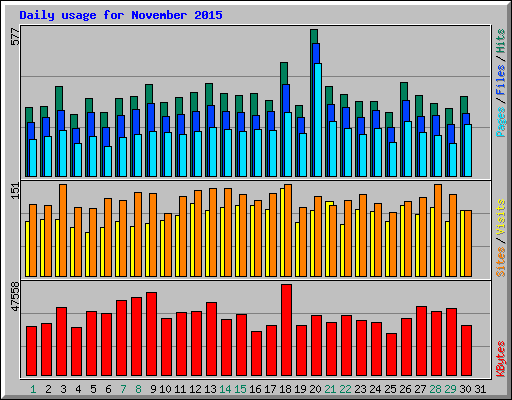 Daily usage for November 2015
577
Pages / Files / Hits
151
Sites / Visits
47558
KBytes
1 2 3 4 5 6 7 8 9 10 11 12 13 14 15 16 17 18 19 20 21 22 23 24 25 26 27 28 29 30 31